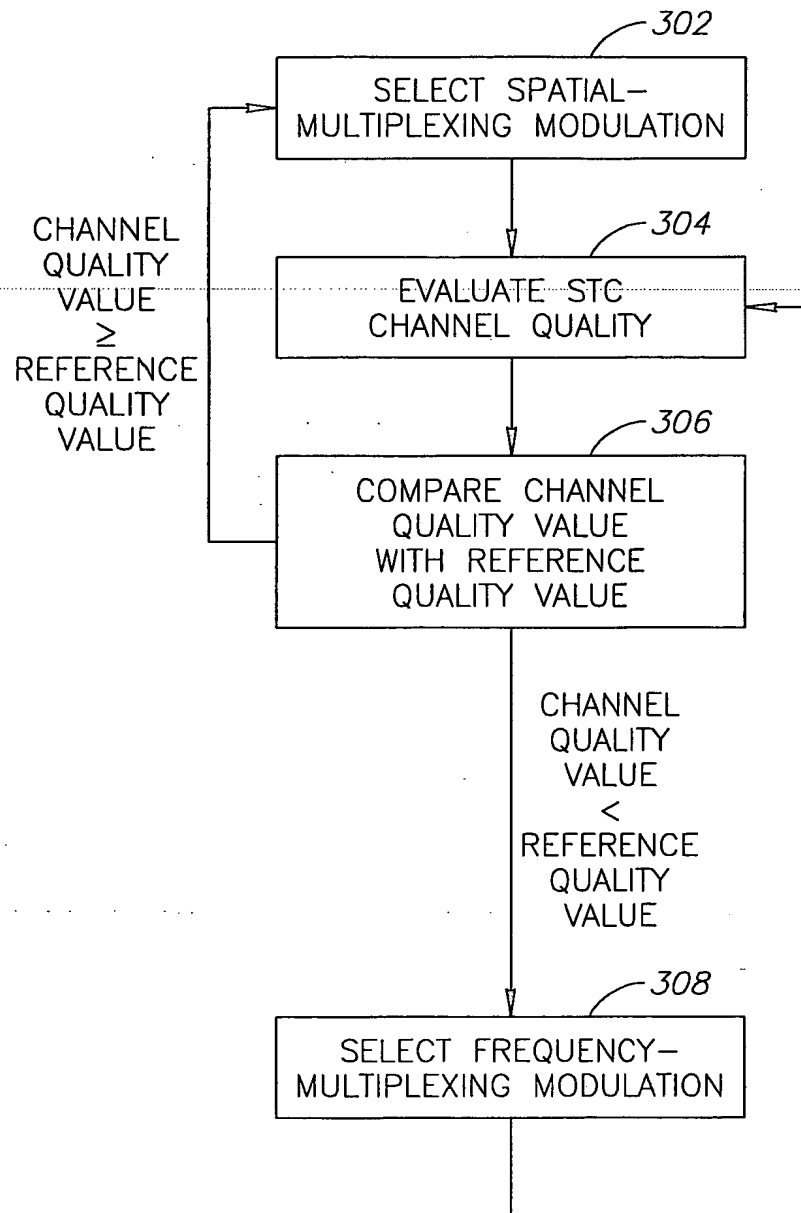 302
SELECT SPATIAL-
MULTIPLEXING MODULATION
304
EVALUATE STC
CHANNEL QUALITY
CHANNEL
QUALITY
VALUE
≥
REFERENCE
QUALITY
VALUE
306
COMPARE CHANNEL
QUALITY VALUE
WITH REFERENCE
QUALITY VALUE
CHANNEL
QUALITY
VALUE
<
REFERENCE
QUALITY
VALUE
308
SELECT FREQUENCY-
MULTIPLEXING MODULATION